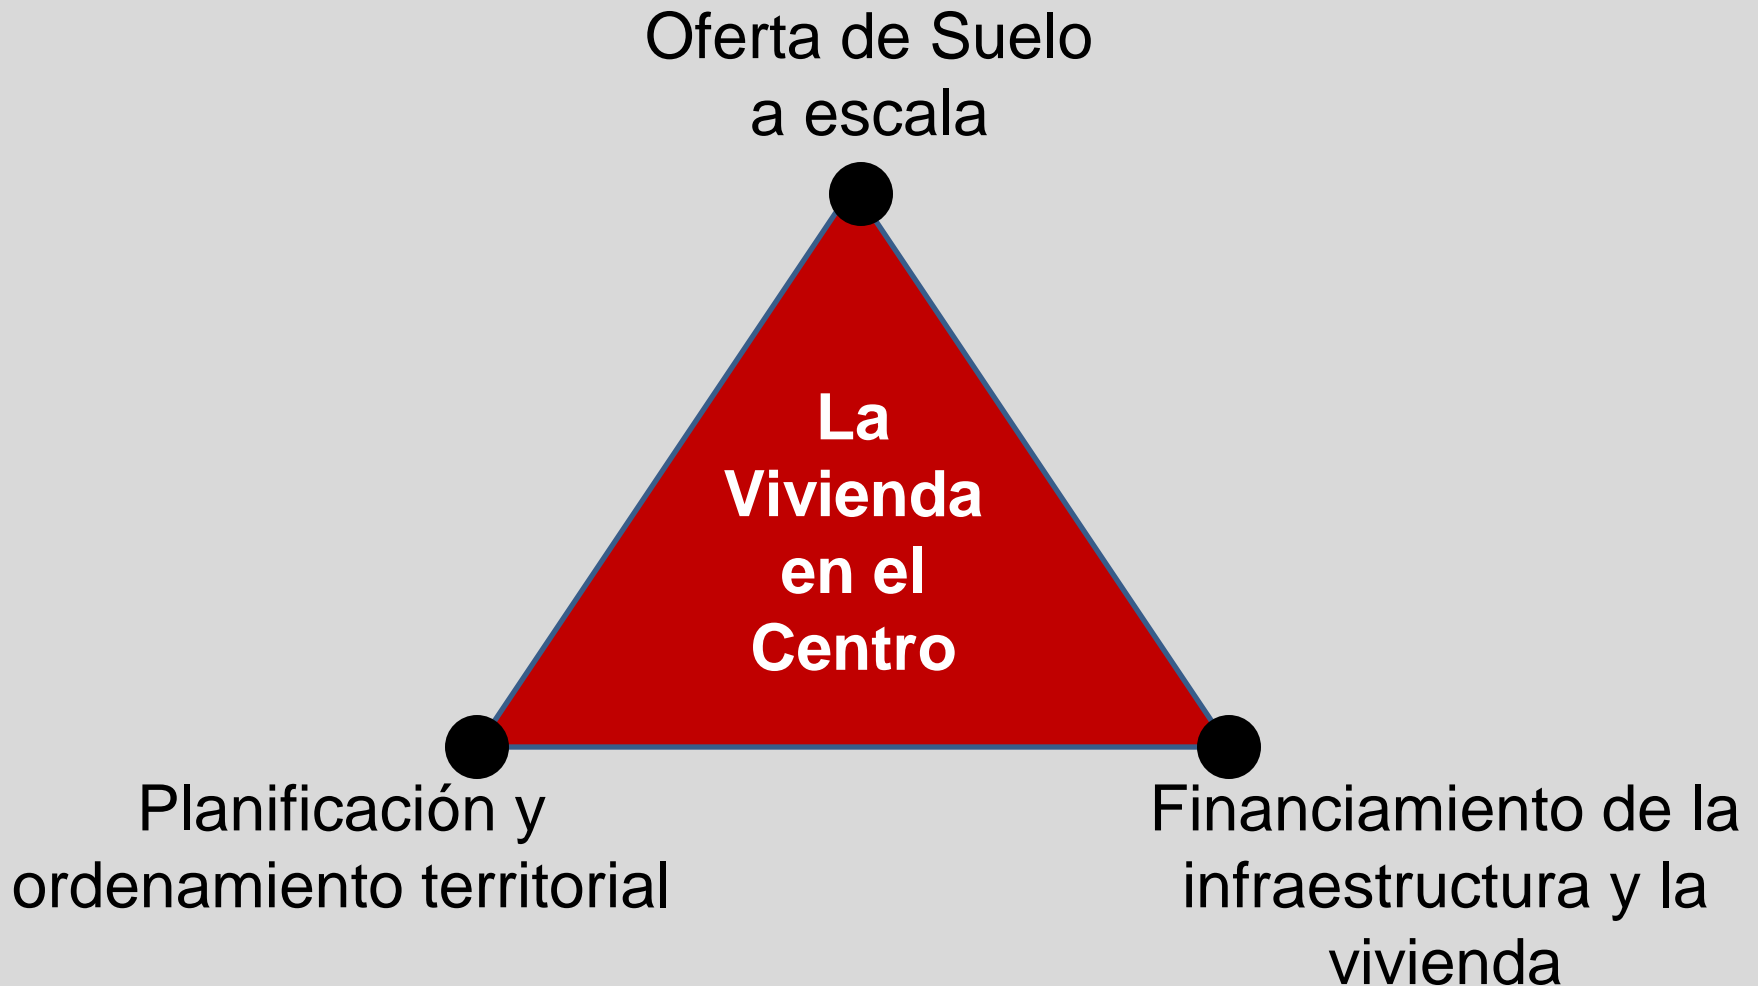 Oferta de Suelo
a escala
La
Vivienda
en el
Centro
Planificación y
ordenamiento territorial
Financiamiento de la
infraestructura y la
vivienda